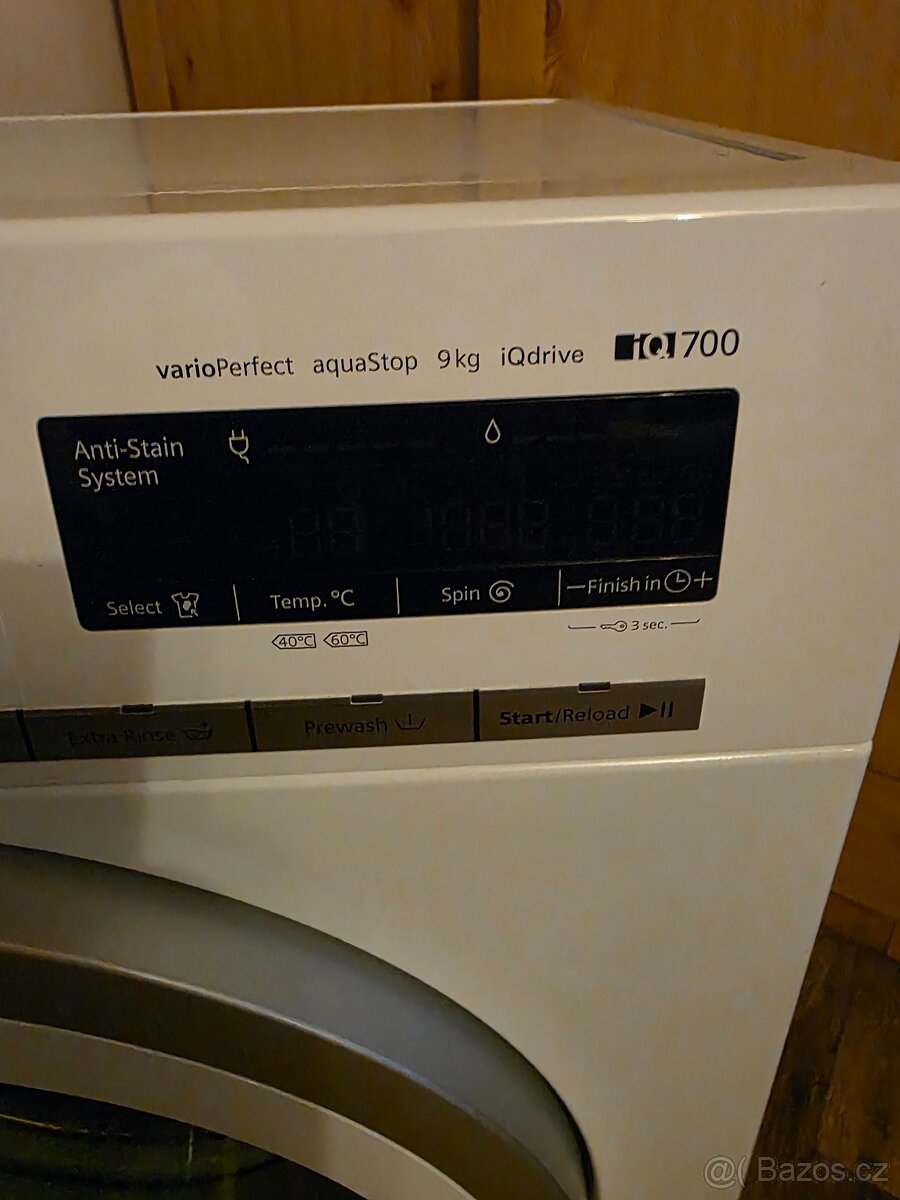 varioPerfect aquaStop 9kg iQdrive iQ700
Anti-Stain
System
Select
Temp. °C
Spin
− Finish in +
40°C 60°C
3 sec.
Extra Rinse
Prewash
Start/Reload
@( Bazos.cz